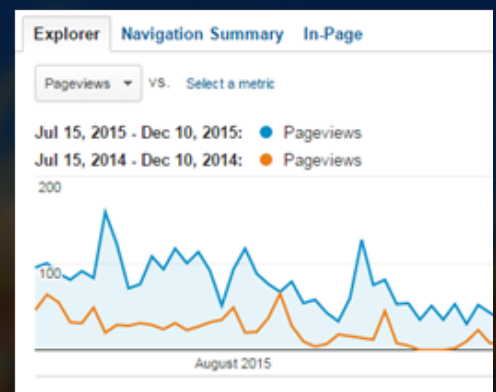 Explorer Navigation Summary In-Page
Pageviews VS. Select a metric
Jul 15, 2015 - Dec 10, 2015: Pageviews
Jul 15, 2014 - Dec 10, 2014: Pageviews
200
100
August 2015